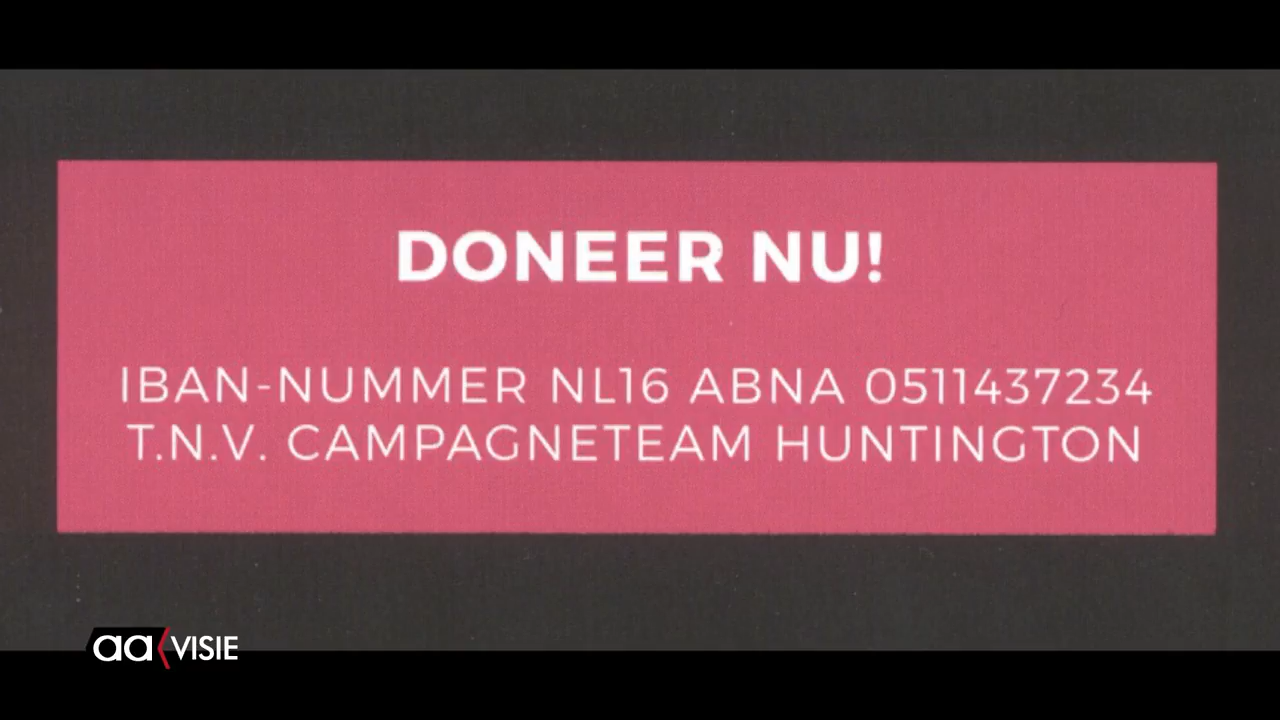 DONEER NU!
IBAN-NUMMER NL16 ABNA 0511437234
T.N.V. CAMPAGNETEAM HUNTINGTON
aa VISIE